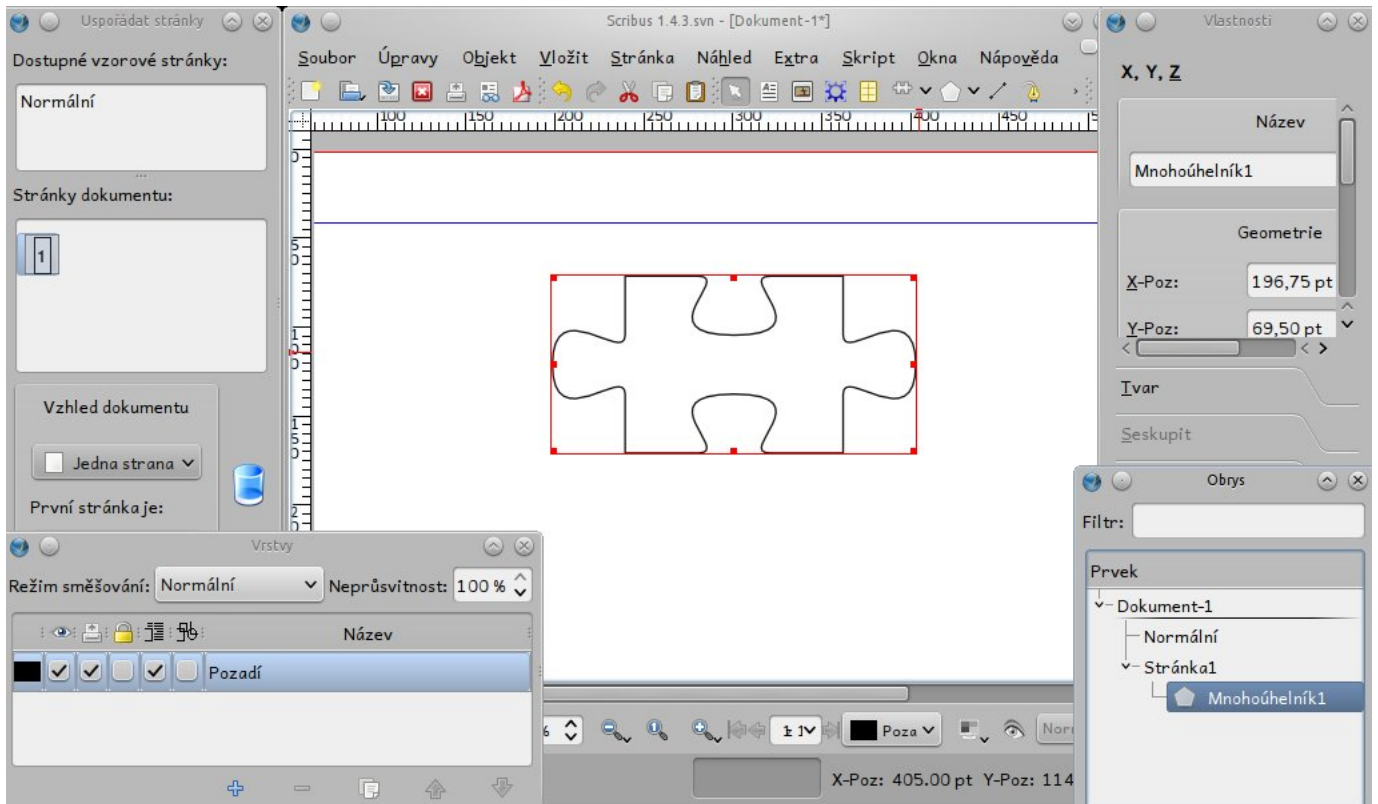 Uspořádat stránky
Dostupné vzorové stránky:
Normální
Stránky dokumentu:
1
Vzhled dokumentu
Jedna strana
První stránka je:
Scribus 1.4.3.svn - [Dokument-1*]
Soubor Úpravy Objekt Vložit Stránka Náhled Extra Skript Okna Nápověda
100 150 200 250 300 350 400 450
Vlastnosti
X, Y, Z
Název
Mnohoúhelník1
Geometrie
X-Poz: 196,75 pt
Y-Poz: 69,50 pt
Tvar
Seskupit
Vrstvy
Režim směšování: Normální Neprůsvitnost: 100 %
Název
Pozadí
Obrys
Filtr:
Prvek
Dokument-1
Normální
Stránka1
Mnohoúhelník1
% Poza Nor
X-Poz: 405.00 pt Y-Poz: 114